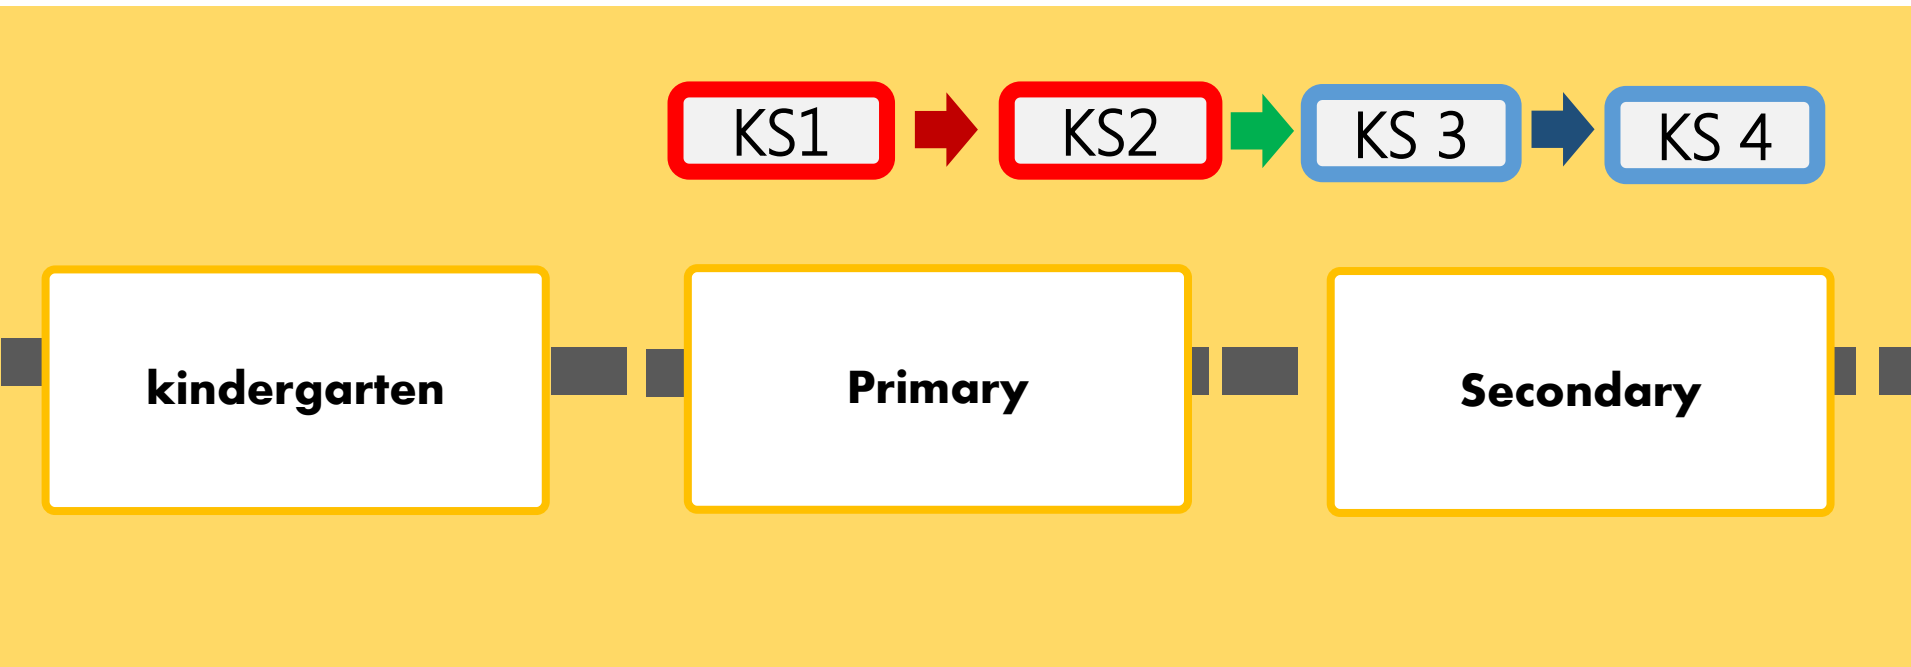 KS1
KS2
KS 3
KS 4
kindergarten
Primary
Secondary